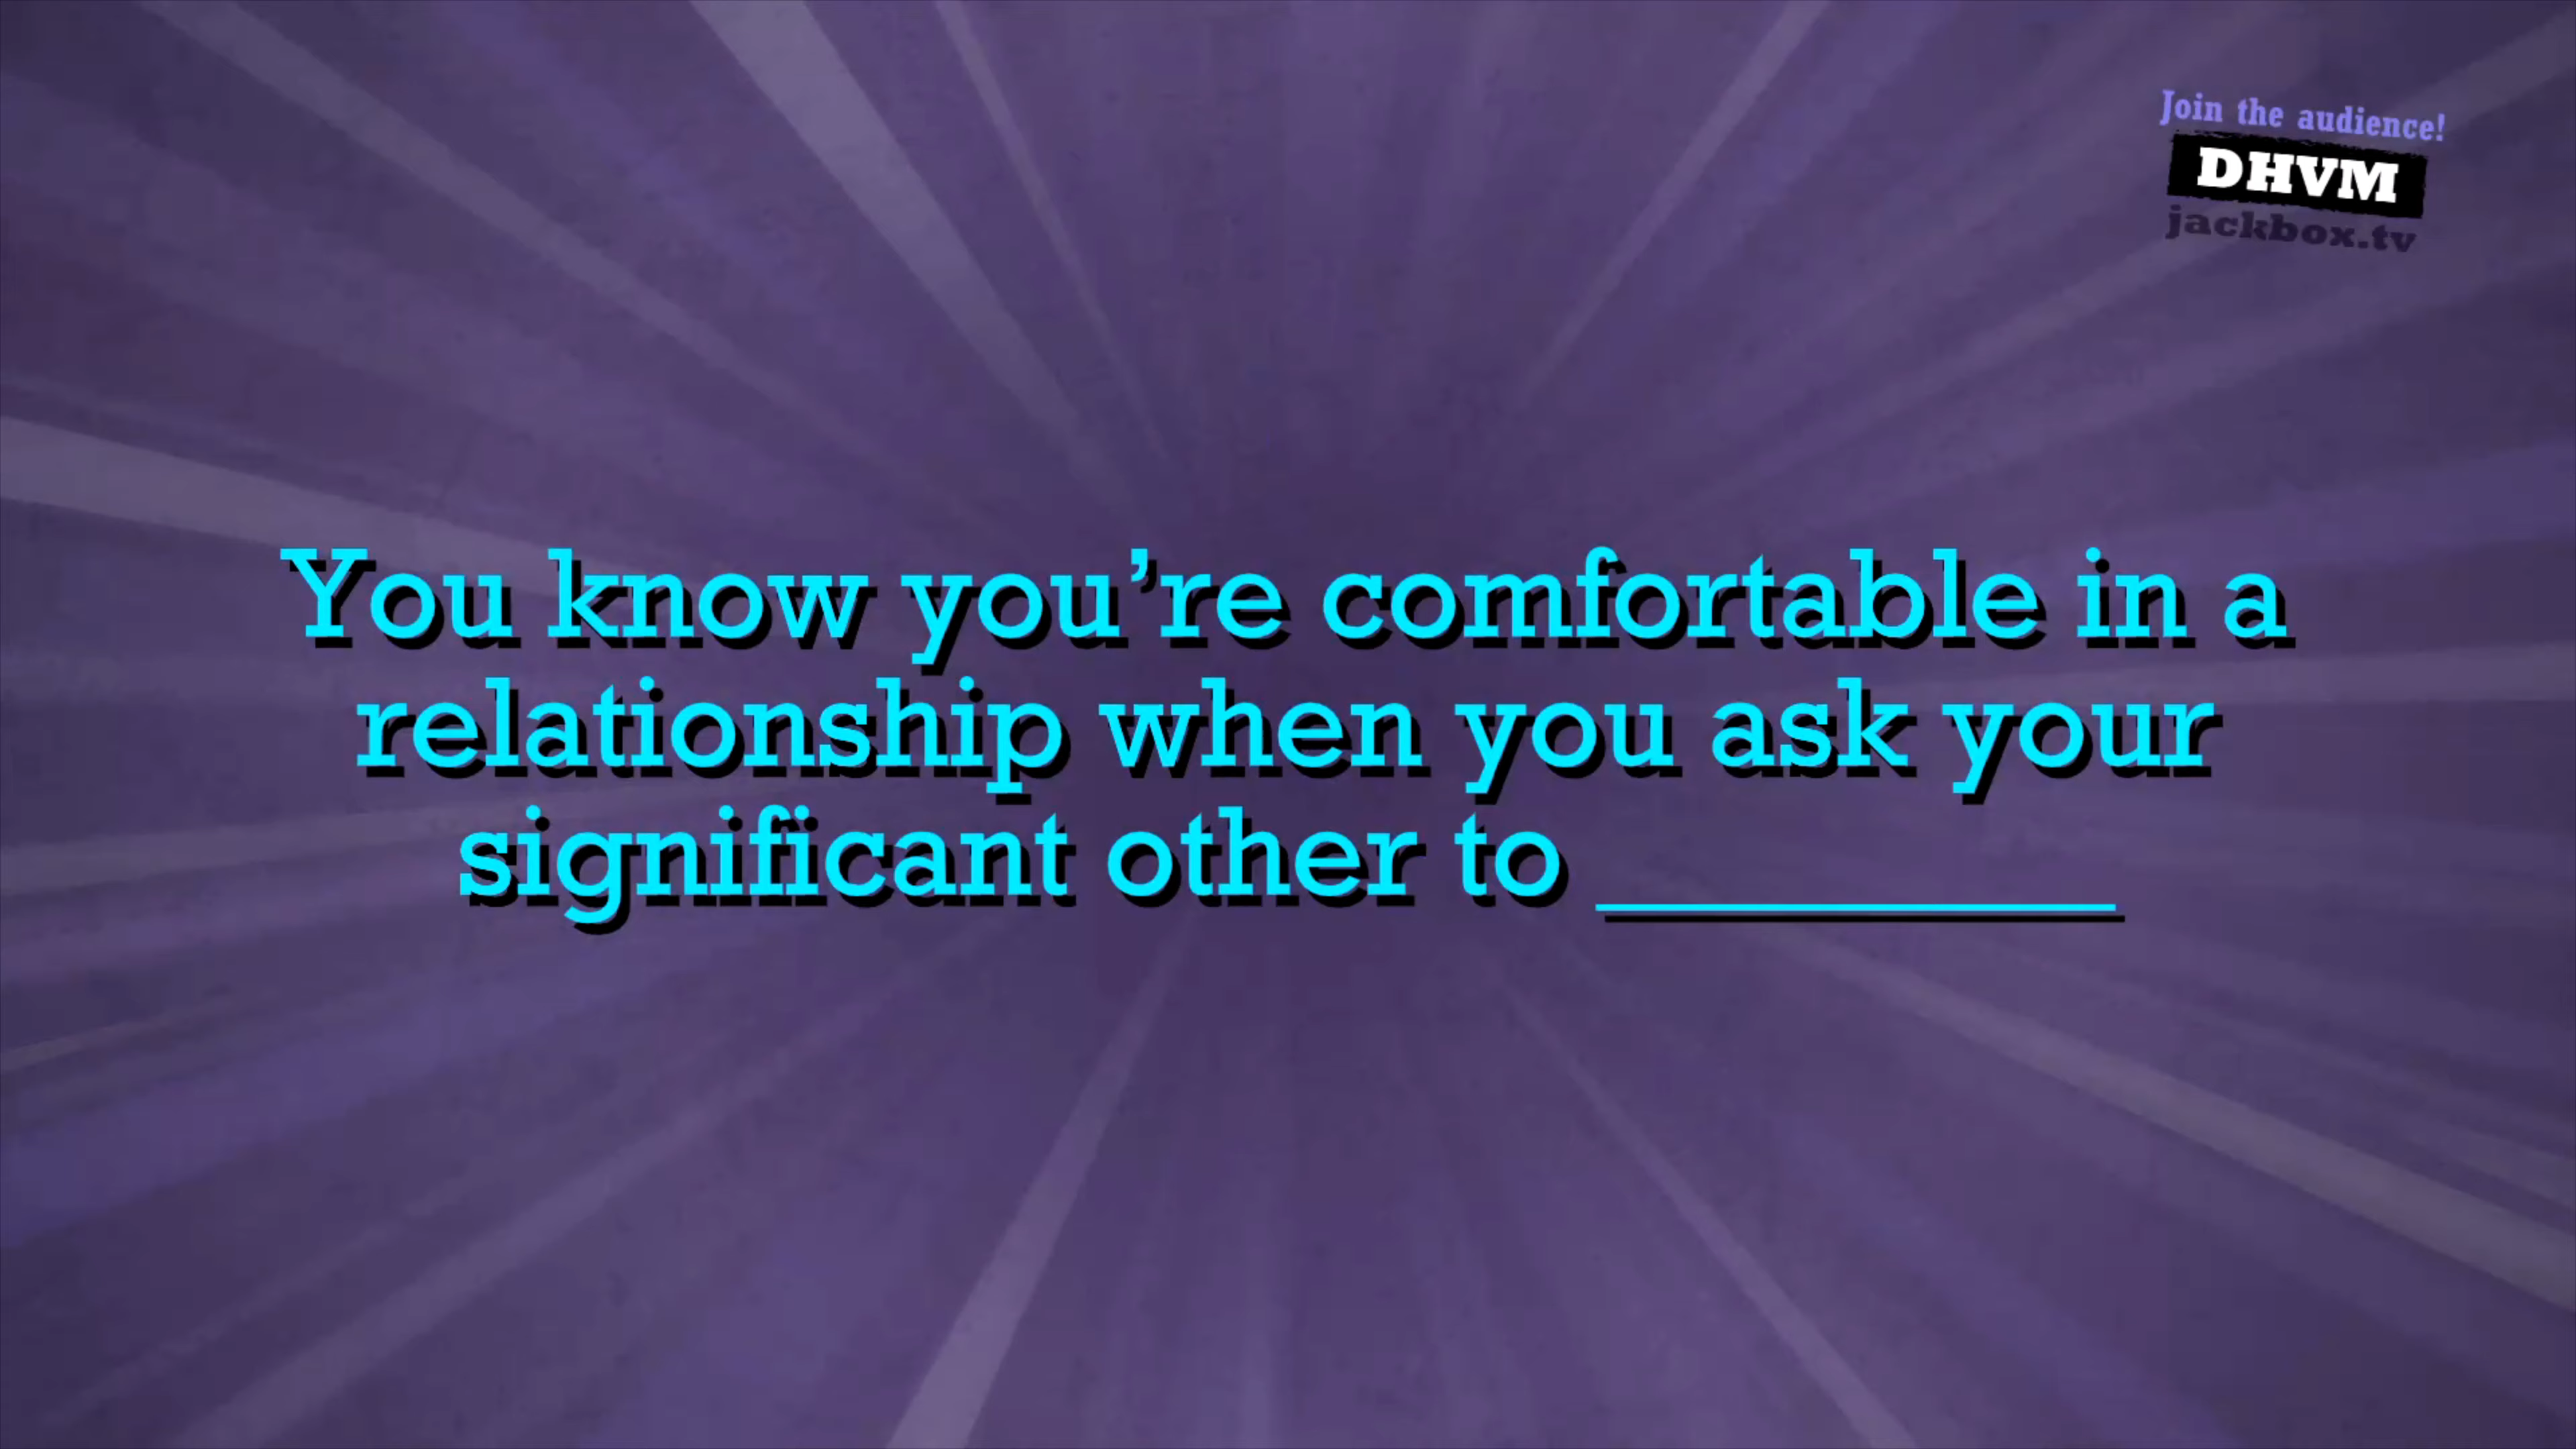 Join the audience!
DHVM
jackbox.tv
You know you’re comfortable in a
relationship when you ask your
significant other to ________